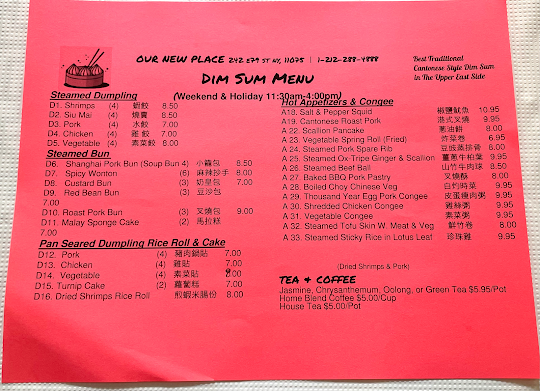 OUR NEW PLACE 242 E79 ST NY, 11075 | 1-212-288-4888
Best Traditional
Cantonese Style Dim Sum
in The Upper East Side
DIM SUM MENU
(Weekend & Holiday 11:30am-4:00pm)
Steamed Dumpling
D1. Shrimps (4) 蝦餃 8.50
D2. Siu Mai (4) 燒賣 8.50
D3. Pork (4) 水餃 7.00
D4. Chicken (4) 雞餃 7.00
D5. Vegetable (4) 素菜餃 8.00
Steamed Bun
D6. Shanghai Pork Bun (Soup Bun 4) 小籠包 8.50
D7. Spicy Wonton (6) 麻辣抄手 8.00
D8. Custard Bun (3) 奶皇包 7.00
D9. Red Bean Bun (3) 豆沙包
7.00
D10. Roast Pork Bun (3) 叉燒包 9.00
D11. Malay Sponge Cake (2) 馬拉糕
7.00
Pan Seared Dumpling Rice Roll & Cake
D12. Pork (4) 豬肉鍋貼 7.00
D13. Chicken (4) 雞貼 7.00
D14. Vegetable (4) 素菜貼 8.00
D15. Turnip Cake (2) 蘿蔔糕 7.00
D16. Dried Shrimps Rice Roll 煎蝦米腸份 8.00
Hot Appetizers & Congee
A18. Salt & Pepper Squid 椒鹽魷魚 10.95
A19. Cantonese Roast Pork 港式叉燒 9.95
A 22. Scallion Pancake 蔥油餅 8.00
A 23. Vegetable Spring Roll (Fried) 炸菜卷 6.95
A 24. Steamed Pork Spare Rib 豆豉蒸排骨 8.00
A 25. Steamed Ox-Tripe Ginger & Scallion 薑蔥牛柏葉 9.95
A 26. Steamed Beef Ball 山竹牛肉球 8.50
A 27. Baked BBQ Pork Pastry 叉燒酥 8.00
A 28. Boiled Choy Chinese Veg 白灼時菜 9.95
A 29. Thousand Year Egg Pork Congee 皮蛋瘦肉粥 9.95
A 30. Shredded Chicken Congee 雞絲粥 9.95
A 31. Vegetable Congee 素菜粥 9.95
A 32. Steamed Tofu Skin W. Meat & Veg 鮮竹卷 8.00
A 33. Steamed Sticky Rice in Lotus Leaf 珍珠雞 9.95
(Dried Shrimps & Pork)
TEA & COFFEE
Jasmine, Chrysanthemum, Oolong, or Green Tea $5.95/Pot
Home Blend Coffee $5.00/Cup
House Tea $5.00/Pot